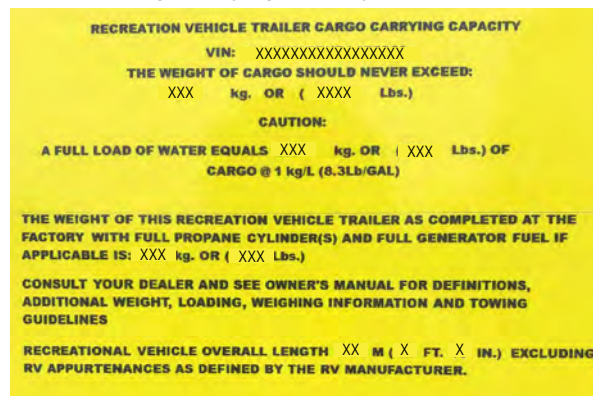 RECREATION VEHICLE TRAILER CARGO CARRYING CAPACITY
VIN: XXXXXXXXXXXXXXXXX
THE WEIGHT OF CARGO SHOULD NEVER EXCEED:
XXX kg. OR ( XXXX Lbs.)
CAUTION:
A FULL LOAD OF WATER EQUALS XXX kg. OR ( XXX Lbs.) OF
CARGO @ 1 kg/L (8.3Lb/GAL)
THE WEIGHT OF THIS RECREATION VEHICLE TRAILER AS COMPLETED AT THE
FACTORY WITH FULL PROPANE CYLINDER(S) AND FULL GENERATOR FUEL IF
APPLICABLE IS: XXX kg. OR ( XXX Lbs.)
CONSULT YOUR DEALER AND SEE OWNER'S MANUAL FOR DEFINITIONS,
ADDITIONAL WEIGHT, LOADING, WEIGHING INFORMATION AND TOWING
GUIDELINES
RECREATIONAL VEHICLE OVERALL LENGTH XX M ( X FT. X IN.) EXCLUDING
RV APPURTENANCES AS DEFINED BY THE RV MANUFACTURER.